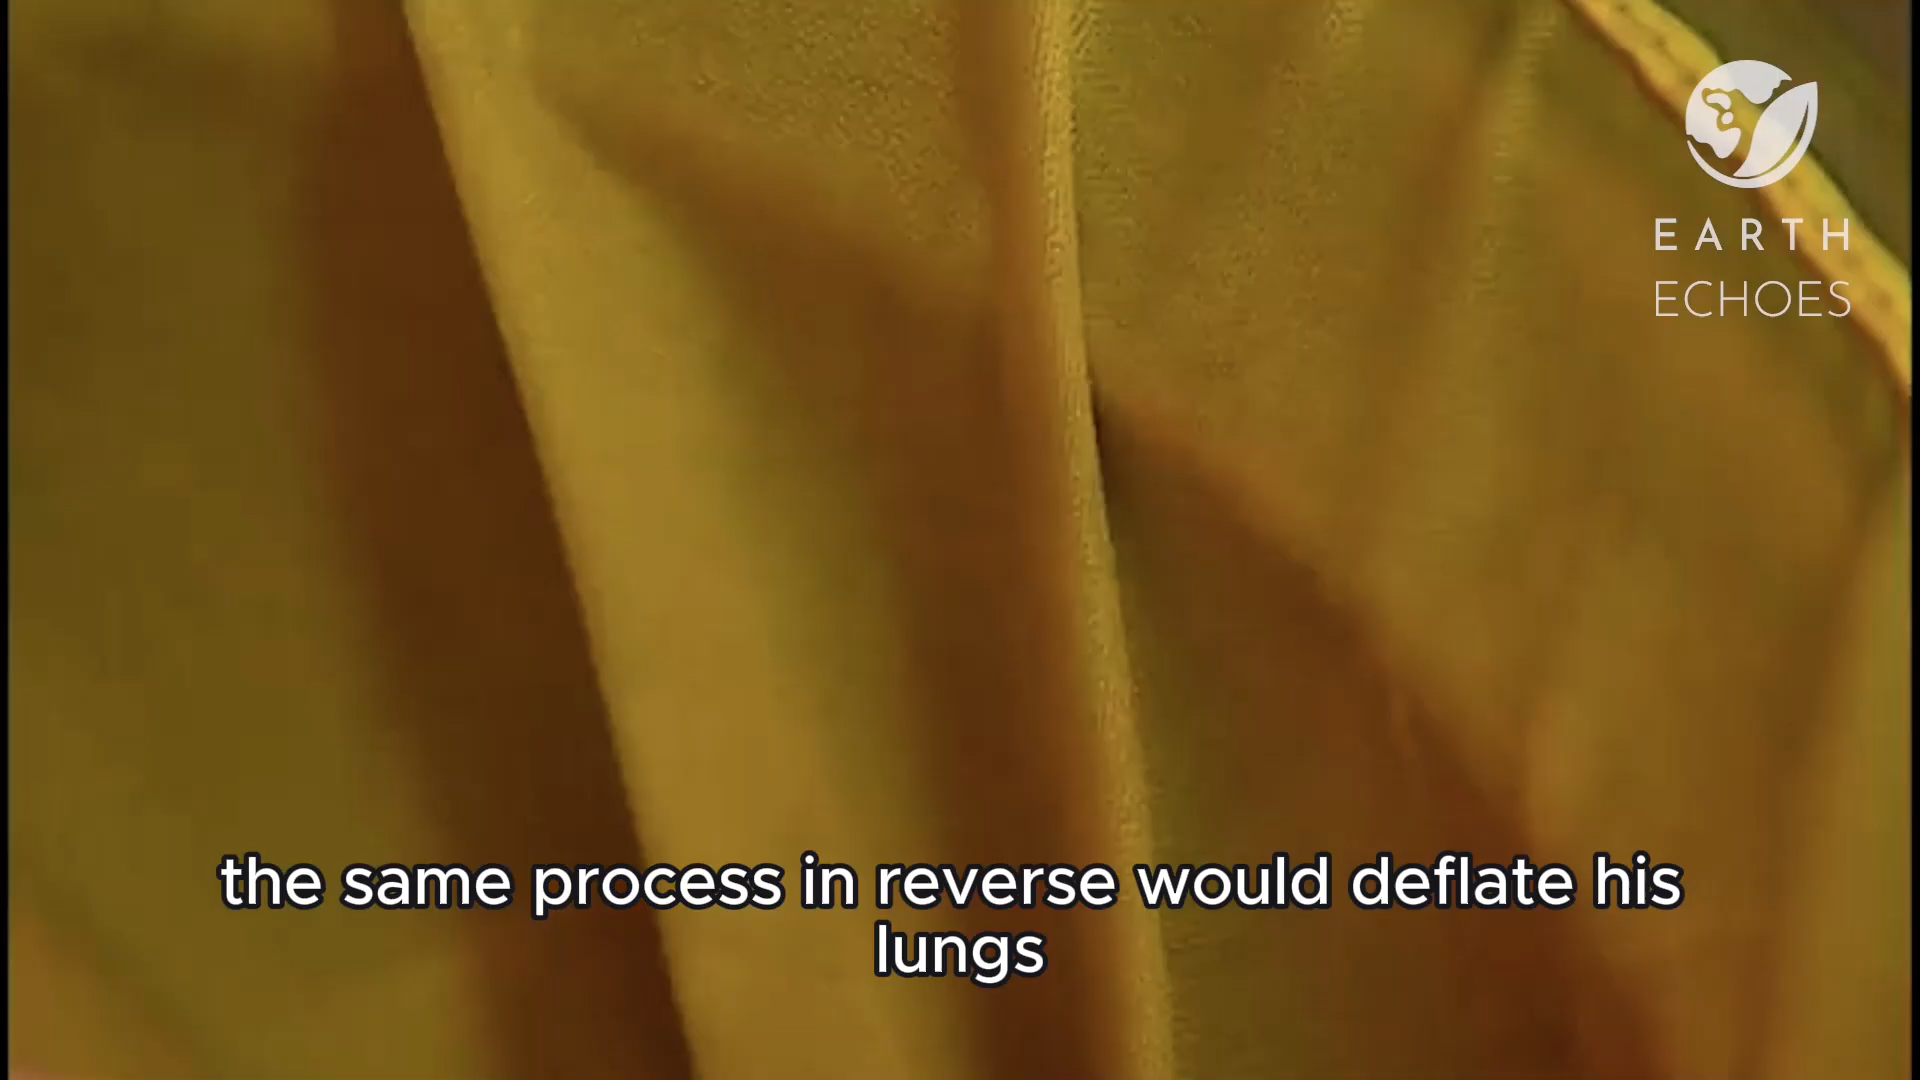 EARTH
ECHOES
the same process in reverse would deflate his
lungs